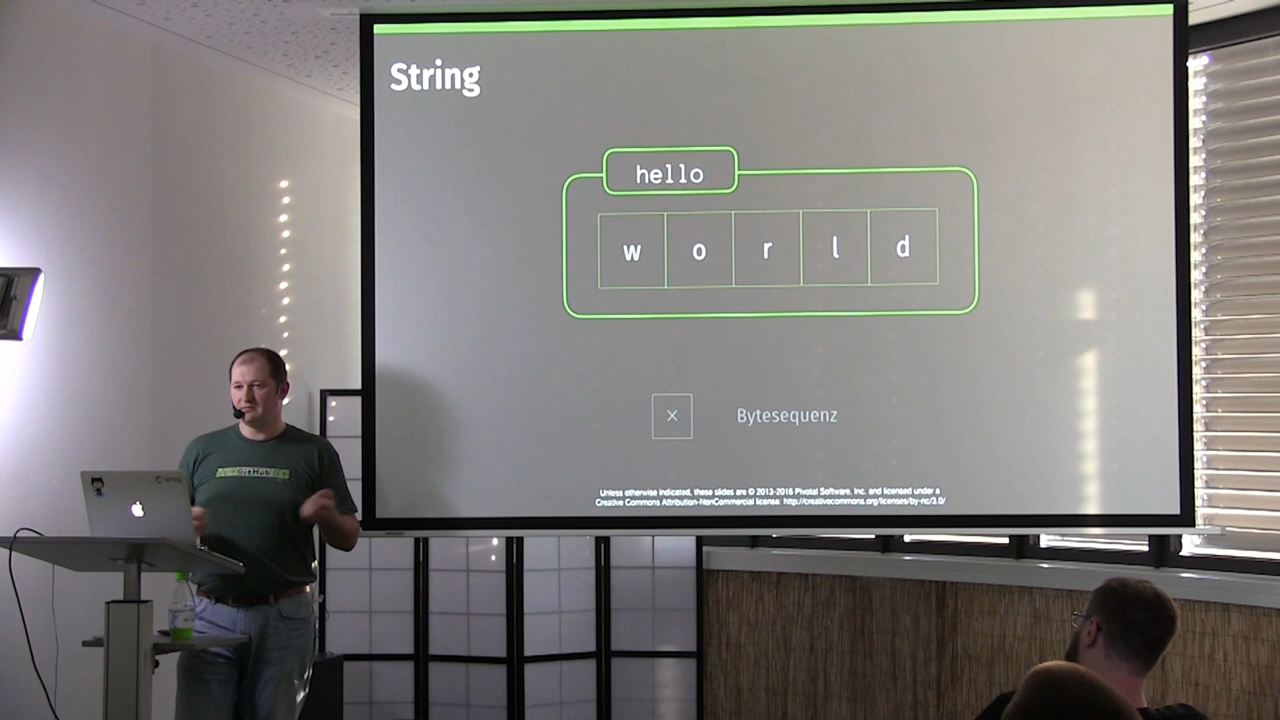 String
hello
w o r l d
× Bytesequenz
Unless otherwise indicated, these slides are © 2013-2016 Pivotal Software, Inc. and licensed under a
Creative Commons Attribution-NonCommercial license: http://creativecommons.org/licenses/by-nc/3.0/
GitHub